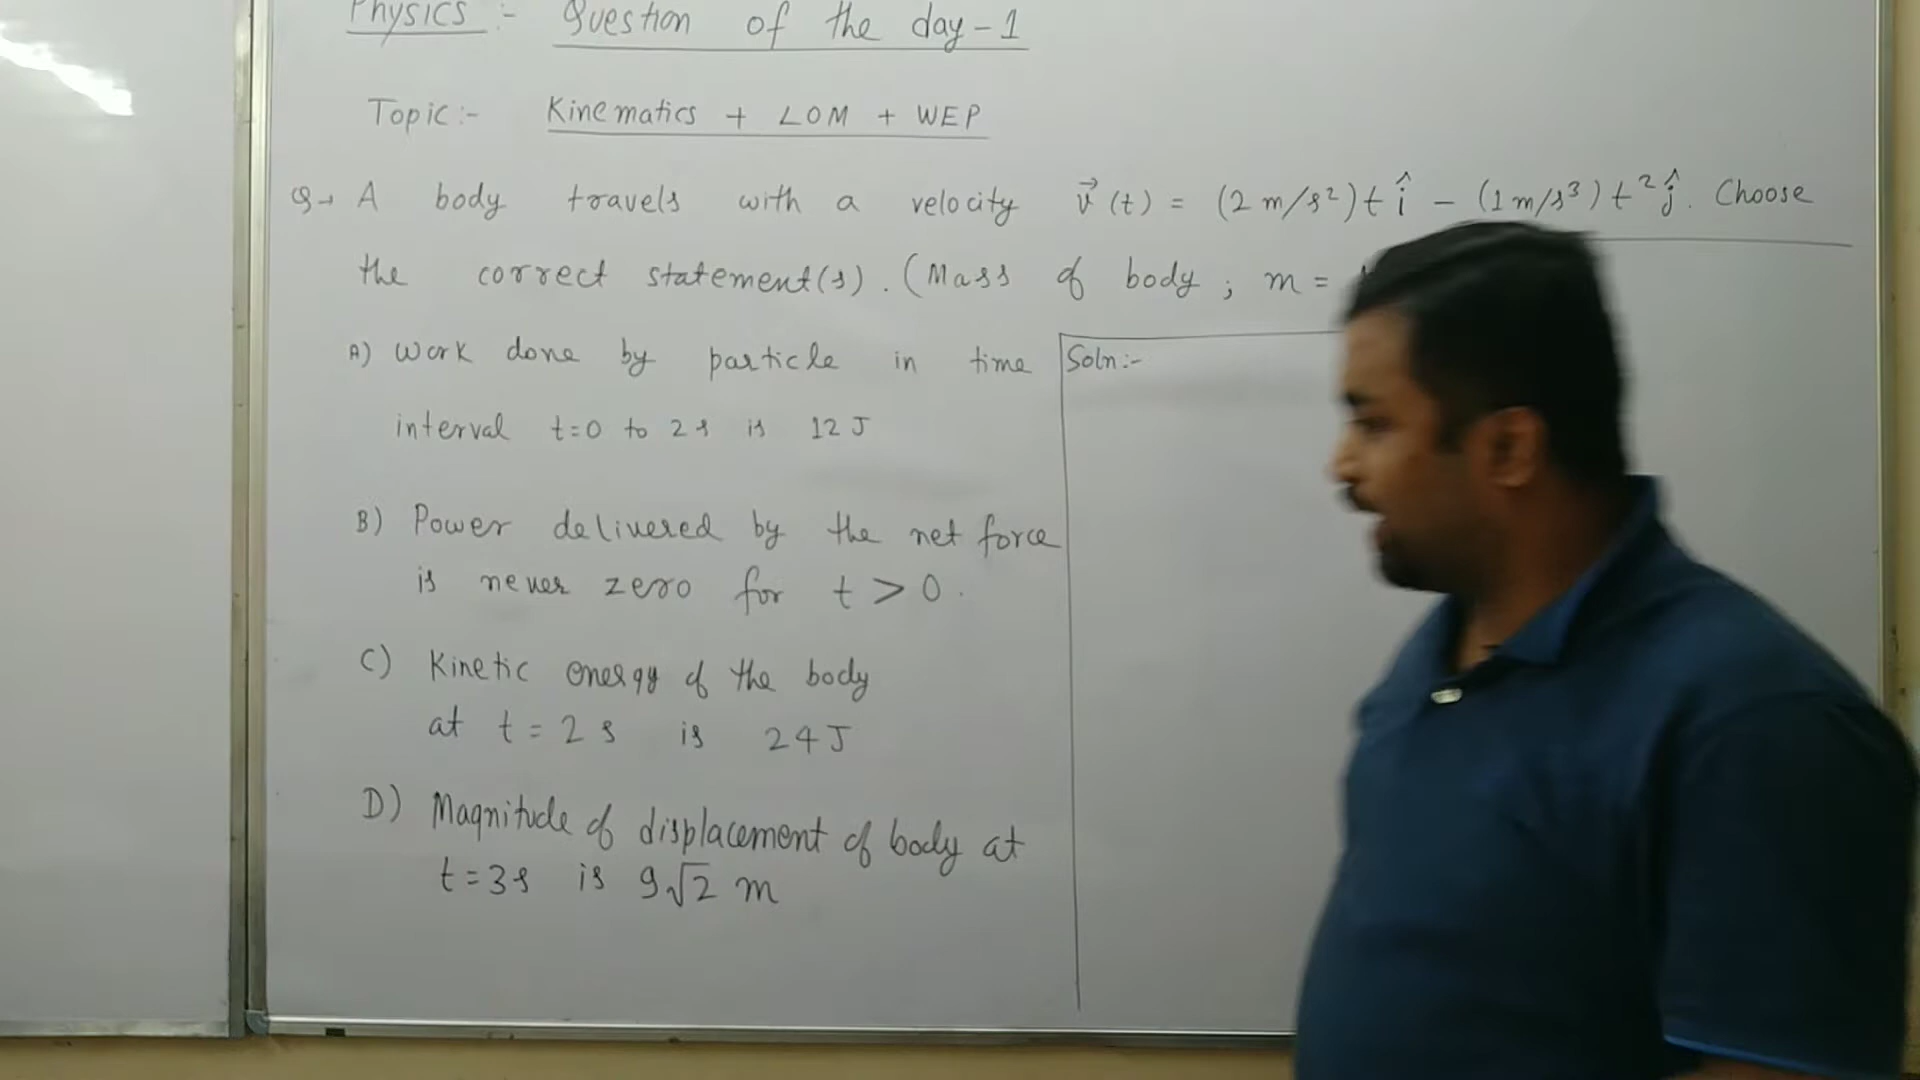 Physics :- Question of the day-1
Topic:- Kinematics + LOM + WEP
Q→ A body travels with a velocity v⃗(t) = (2 m/s²)t î − (1 m/s³)t² ĵ. Choose
the correct statement(s). (Mass of body ; m =
A) Work done by particle in time
interval t=0 to 2s is 12 J
B) Power delivered by the net force
is never zero for t > 0.
C) Kinetic energy of the body
at t = 2 s is 24 J
D) Magnitude of displacement of body at
t=3s is 9√2 m
Soln:-